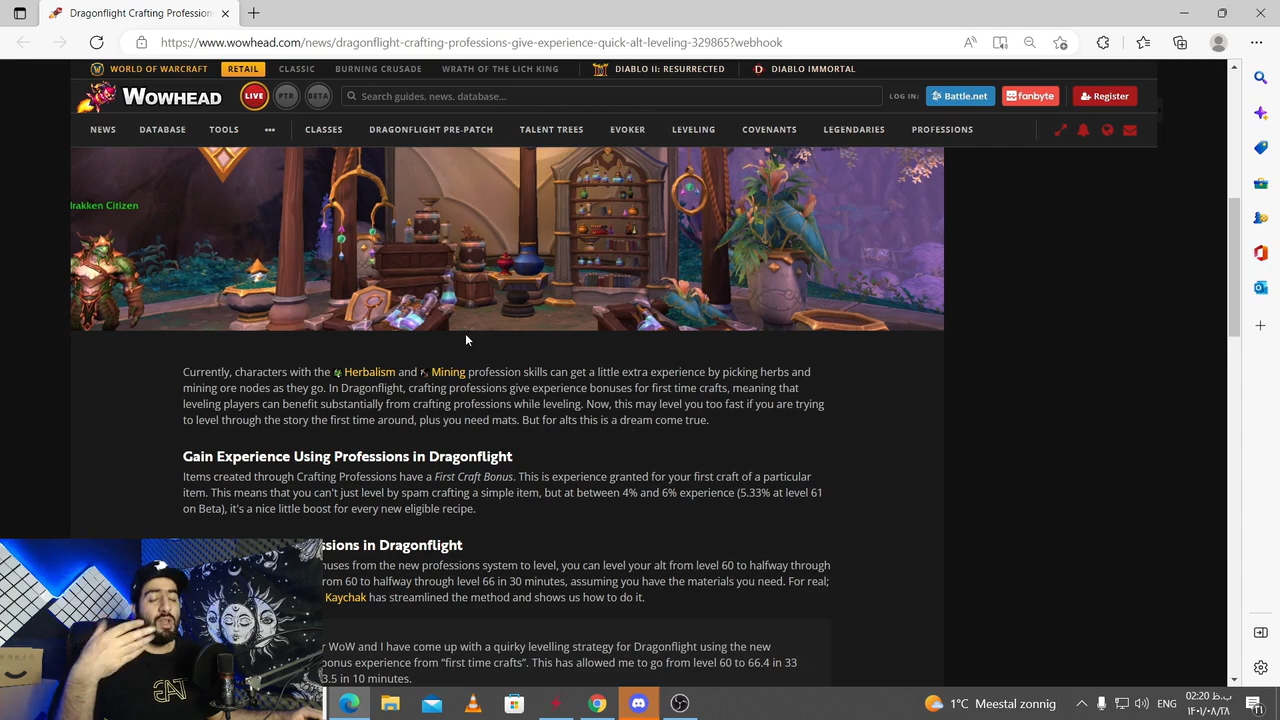 Dragonflight Crafting Profession
https://www.wowhead.com/news/dragonflight-crafting-professions-give-experience-quick-alt-leveling-329865?webhook
WORLD OF WARCRAFT RETAIL CLASSIC BURNING CRUSADE WRATH OF THE LICH KING DIABLO II: RESURRECTED DIABLO IMMORTAL
WOWHEAD LIVE PTR BETA Search guides, news, database... LOG IN: Battle.net fanbyte Register
NEWS DATABASE TOOLS ••• CLASSES DRAGONFLIGHT PRE-PATCH TALENT TREES EVOKER LEVELING COVENANTS LEGENDARIES PROFESSIONS
lrakken Citizen
Currently, characters with the Herbalism and Mining profession skills can get a little extra experience by picking herbs and
mining ore nodes as they go. In Dragonflight, crafting professions give experience bonuses for first time crafts, meaning that
leveling players can benefit substantially from crafting professions while leveling. Now, this may level you too fast if you are trying
to level through the story the first time around, plus you need mats. But for alts this is a dream come true.
Gain Experience Using Professions in Dragonflight
Items created through Crafting Professions have a First Craft Bonus. This is experience granted for your first craft of a particular
item. This means that you can't just level by spam crafting a simple item, but at between 4% and 6% experience (5.33% at level 61
on Beta), it's a nice little boost for every new eligible recipe.
ssions in Dragonflight
nuses from the new professions system to level, you can level your alt from level 60 to halfway through
rom 60 to halfway through level 66 in 30 minutes, assuming you have the materials you need. For real;
Kaychak has streamlined the method and shows us how to do it.
r WoW and I have come up with a quirky levelling strategy for Dragonflight using the new
bonus experience from “first time crafts”. This has allowed me to go from level 60 to 66.4 in 33
3.5 in 10 minutes.
1°C Meestal zonnig ENG 02:20 ب.ظ
۱۴۰۱/۰۸/۲۸